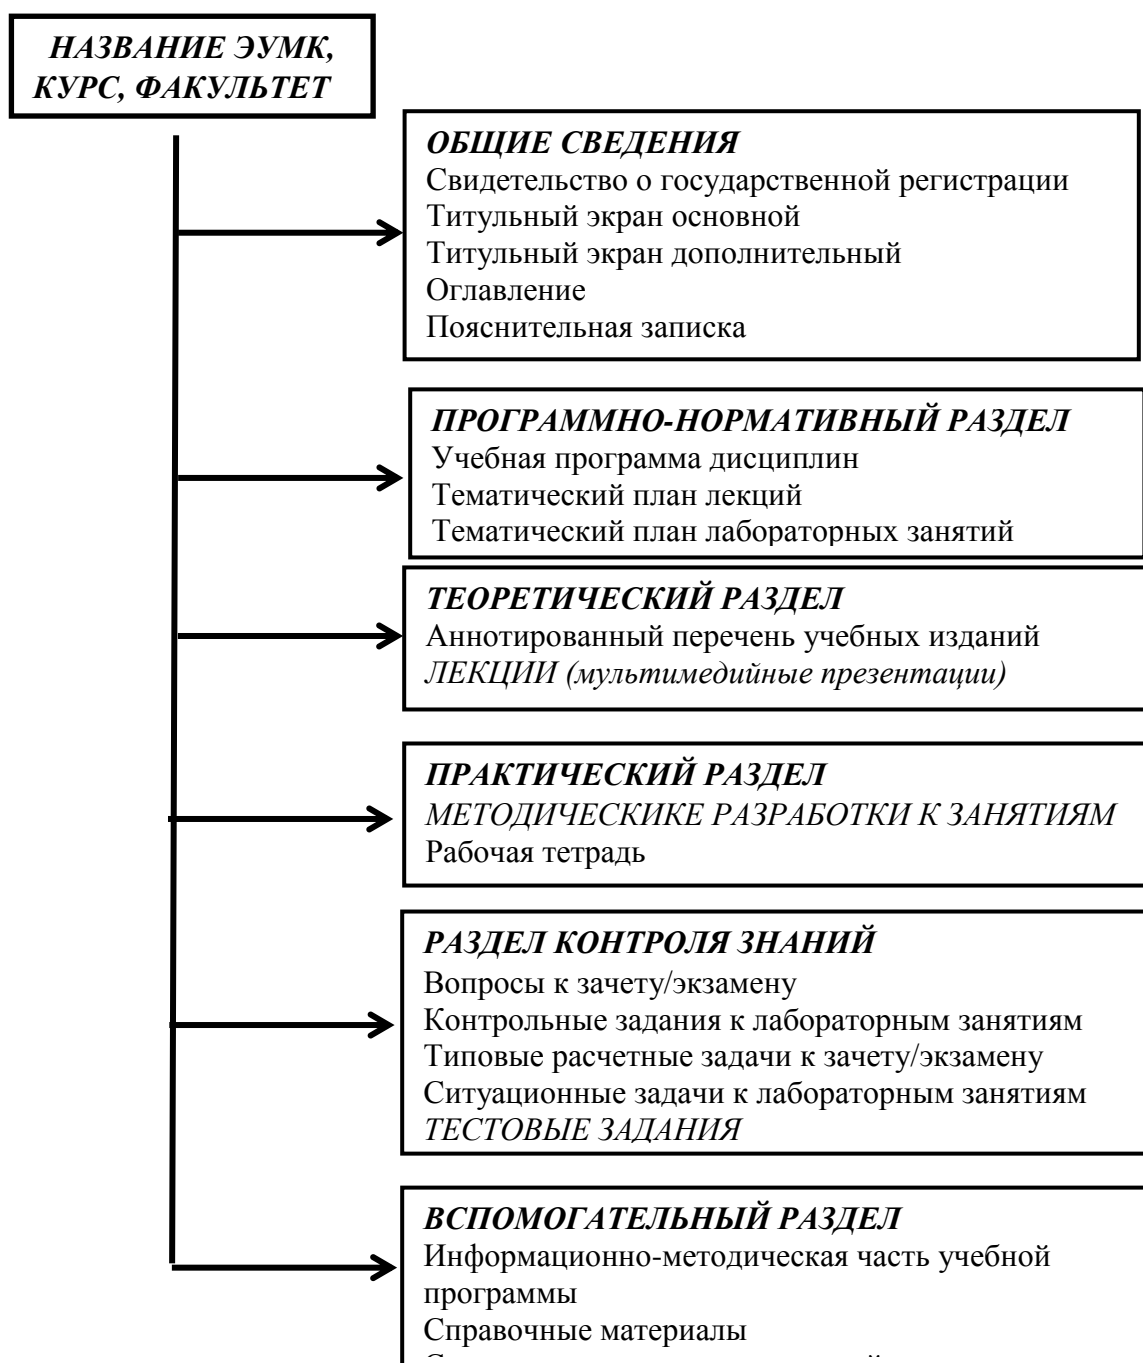 НАЗВАНИЕ ЭУМК,
КУРС, ФАКУЛЬТЕТ
ОБЩИЕ СВЕДЕНИЯ
Свидетельство о государственной регистрации
Титульный экран основной
Титульный экран дополнительный
Оглавление
Пояснительная записка
ПРОГРАММНО-НОРМАТИВНЫЙ РАЗДЕЛ
Учебная программа дисциплин
Тематический план лекций
Тематический план лабораторных занятий
ТЕОРЕТИЧЕСКИЙ РАЗДЕЛ
Аннотированный перечень учебных изданий
ЛЕКЦИИ (мультимедийные презентации)
ПРАКТИЧЕСКИЙ РАЗДЕЛ
МЕТОДИЧЕСКИКЕ РАЗРАБОТКИ К ЗАНЯТИЯМ
Рабочая тетрадь
РАЗДЕЛ КОНТРОЛЯ ЗНАНИЙ
Вопросы к зачету/экзамену
Контрольные задания к лабораторным занятиям
Типовые расчетные задачи к зачету/экзамену
Ситуационные задачи к лабораторным занятиям
ТЕСТОВЫЕ ЗАДАНИЯ
ВСПОМОГАТЕЛЬНЫЙ РАЗДЕЛ
Информационно-методическая часть учебной
программы
Справочные материалы